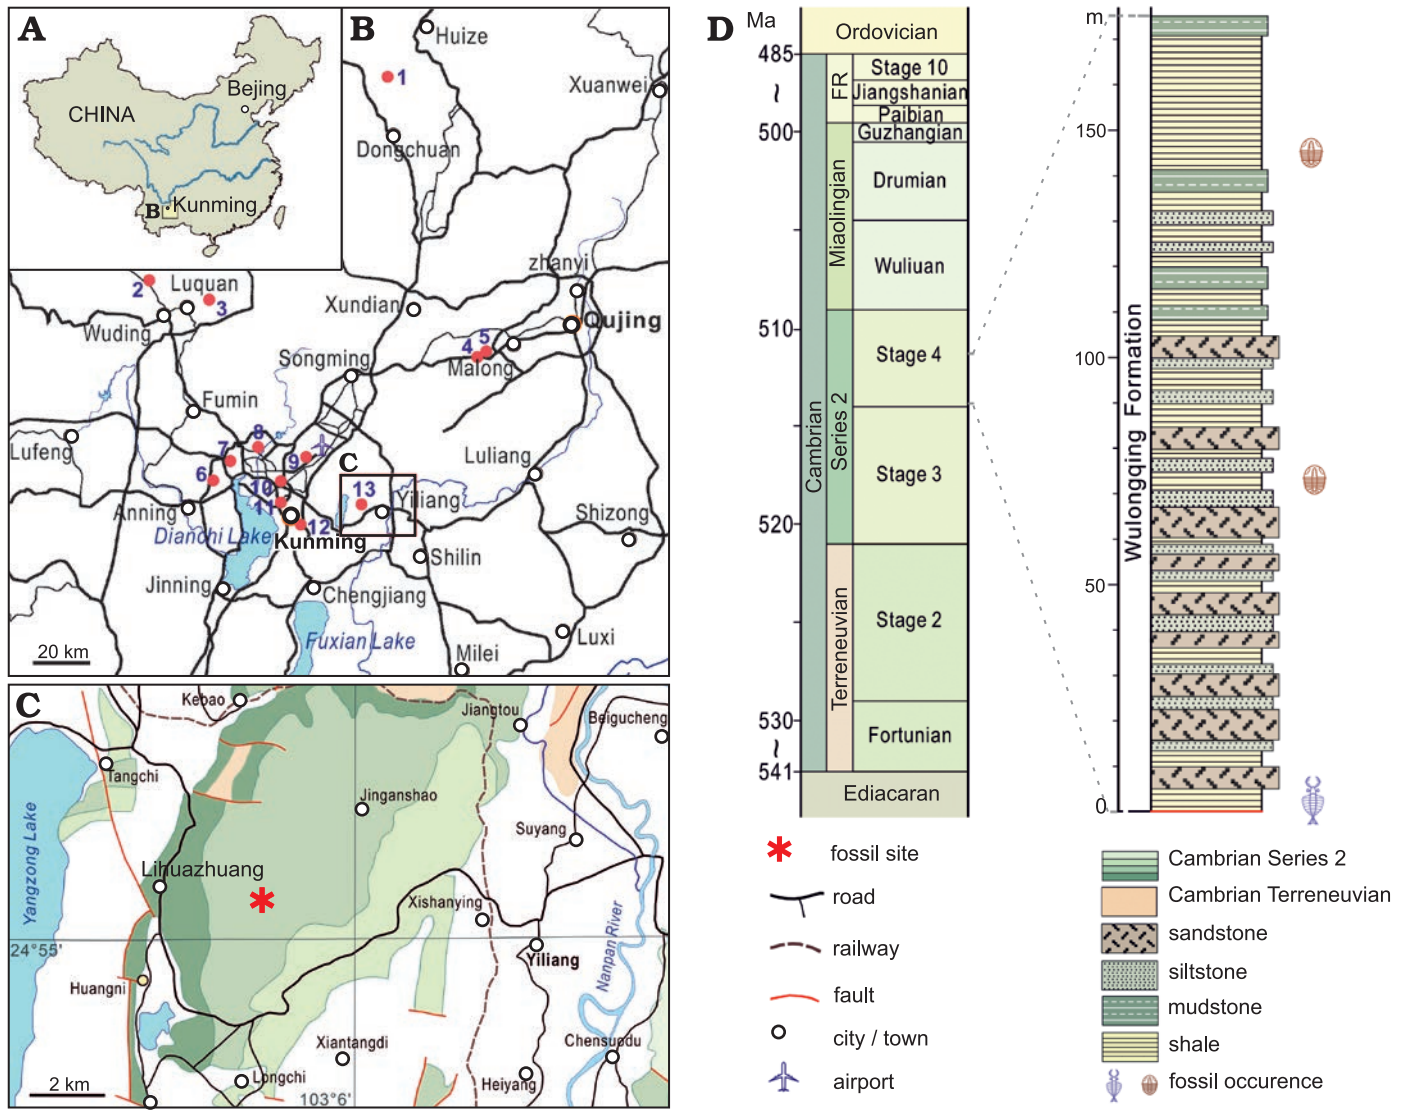 A
CHINA
Bejing
B
Kunming
B
Huize
1
Xuanwei
Dongchuan
zhanyi
2
Luquan
3
Wuding
Xundian
Qujing
5
4
Malong
Songming
Fumin
Lufeng
8
7
9
6
10
C
13
Yiliang
Luliang
Anning
11
12
Shizong
Dianchi Lake
Kunming
Shilin
Jinning
Chengjiang
Fuxian Lake
Luxi
Milei
20 km
C
Kebao
Jiangtou
Beigucheng
Tangchi
Jinganshao
Suyang
Yangzong Lake
Lihuazhuang
Xishanying
24°55'
Yiliang
Nanpan River
Huangni
Xiantangdi
Chensuodu
Longchi
Heiyang
2 km
103°6'
D
Ma
Ordovician
485
Stage 10
~
FR
Jiangshanian
Paibian
500
Guzhangian
Drumian
Miaolingian
Wuliuan
510
Stage 4
Cambrian
Series 2
Stage 3
520
Stage 2
Terreneuvian
530
Fortunian
~
541
Ediacaran
m
150
100
50
0
Wulongqing Formation
fossil site
road
railway
fault
city / town
airport
Cambrian Series 2
Cambrian Terreneuvian
sandstone
siltstone
mudstone
shale
fossil occurence